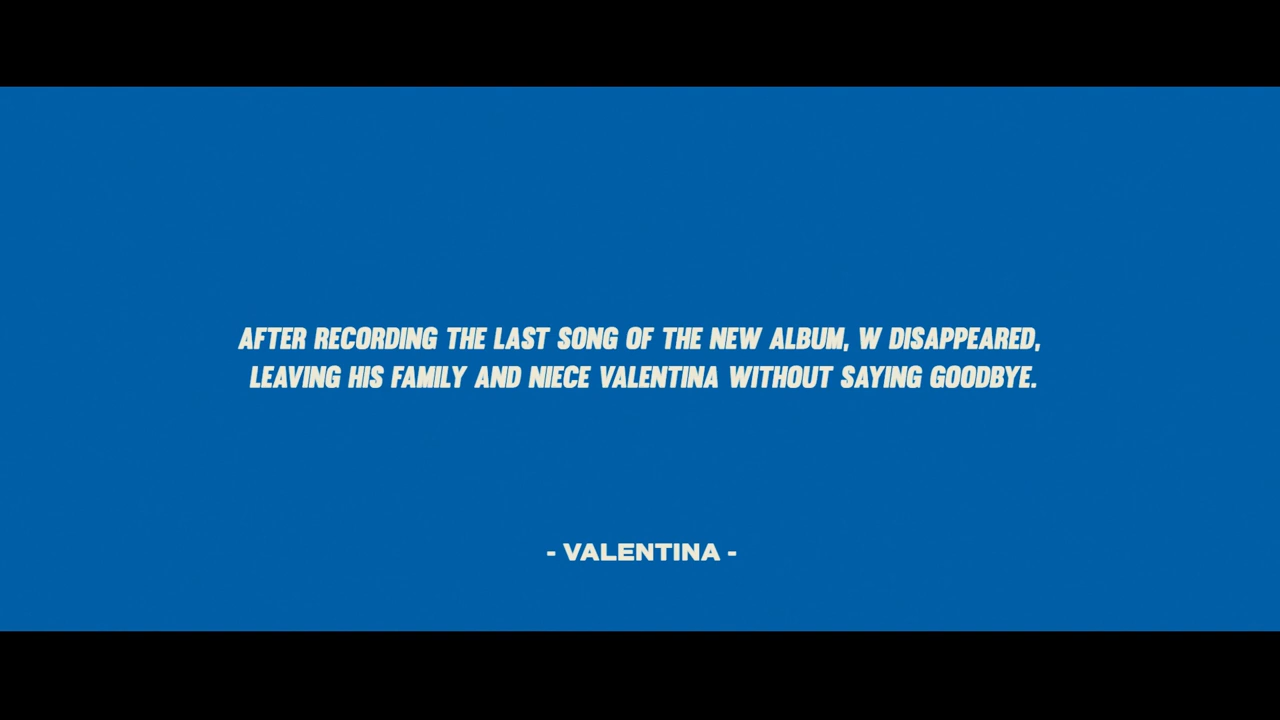 AFTER RECORDING THE LAST SONG OF THE NEW ALBUM, W DISAPPEARED,
LEAVING HIS FAMILY AND NIECE VALENTINA WITHOUT SAYING GOODBYE.
- VALENTINA -